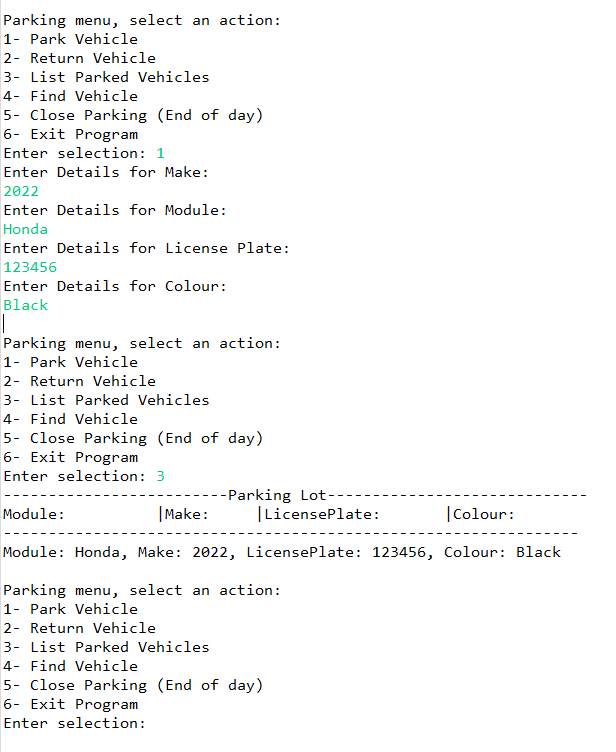 Parking menu, select an action:
1- Park Vehicle
2- Return Vehicle
3- List Parked Vehicles
4- Find Vehicle
5- Close Parking (End of day)
6- Exit Program
Enter selection: 1
Enter Details for Make:
2022
Enter Details for Module:
Honda
Enter Details for License Plate:
123456
Enter Details for Colour:
Black
Parking menu, select an action:
1- Park Vehicle
2- Return Vehicle
3- List Parked Vehicles
4- Find Vehicle
5- Close Parking (End of day)
6- Exit Program
Enter selection: 3
-------------------------Parking Lot-----------------------------
Module:          |Make:     |LicensePlate:       |Colour:
----------------------------------------------------------------
Module: Honda, Make: 2022, LicensePlate: 123456, Colour: Black
Parking menu, select an action:
1- Park Vehicle
2- Return Vehicle
3- List Parked Vehicles
4- Find Vehicle
5- Close Parking (End of day)
6- Exit Program
Enter selection: